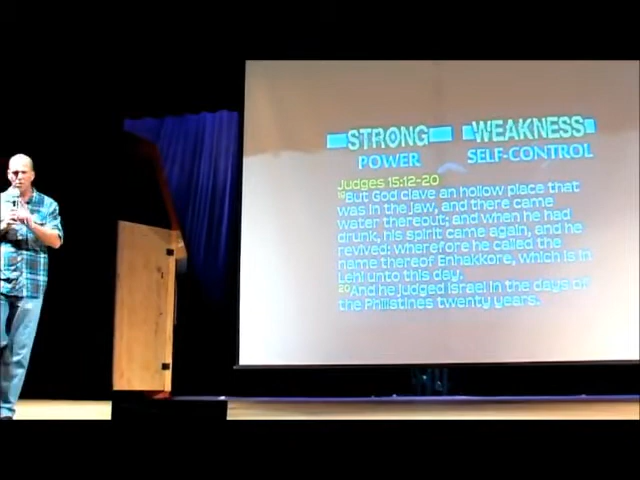 STRONG WEAKNESS
POWER SELF-CONTROL
Judges 15:12-20
19But God clave an hollow place that
was in the jaw, and there came
water thereout; and when he had
drunk, his spirit came again, and he
revived: wherefore he called the
name thereof Enhakkore, which is in
Lehi unto this day.
20And he judged Israel in the days of
the Philistines twenty years.